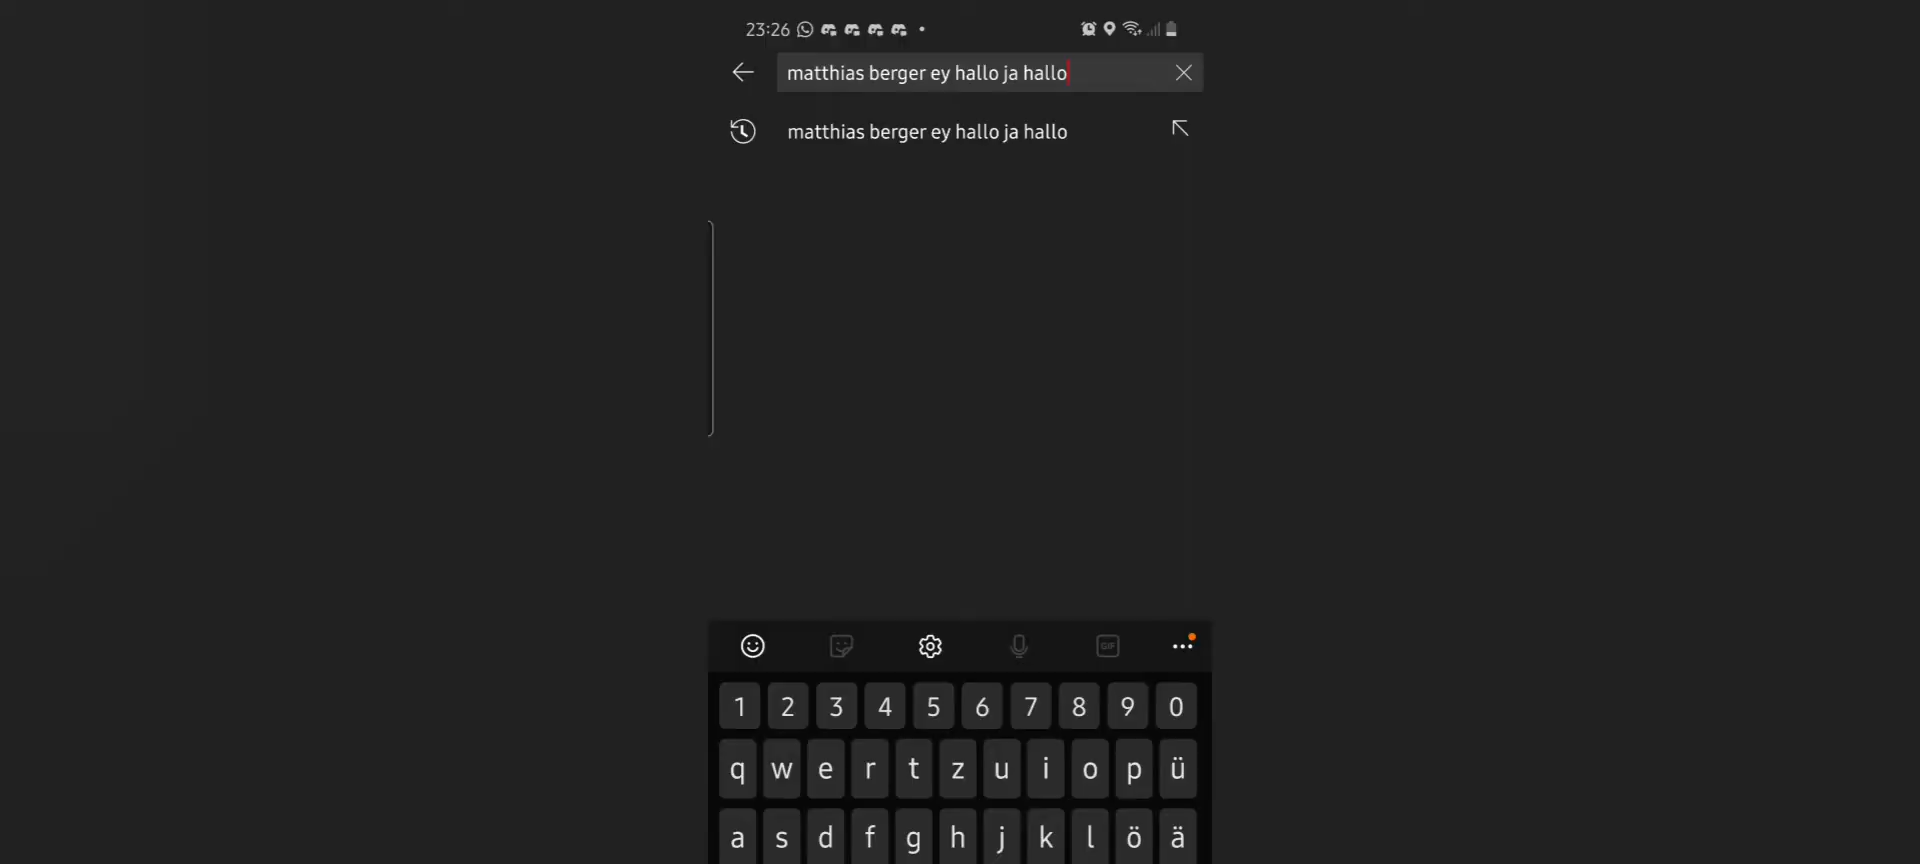 23:26
matthias berger ey hallo ja hallo
matthias berger ey hallo ja hallo
GIF
1 2 3 4 5 6 7 8 9 0
q w e r t z u i o p ü
a s d f g h j k l ö ä